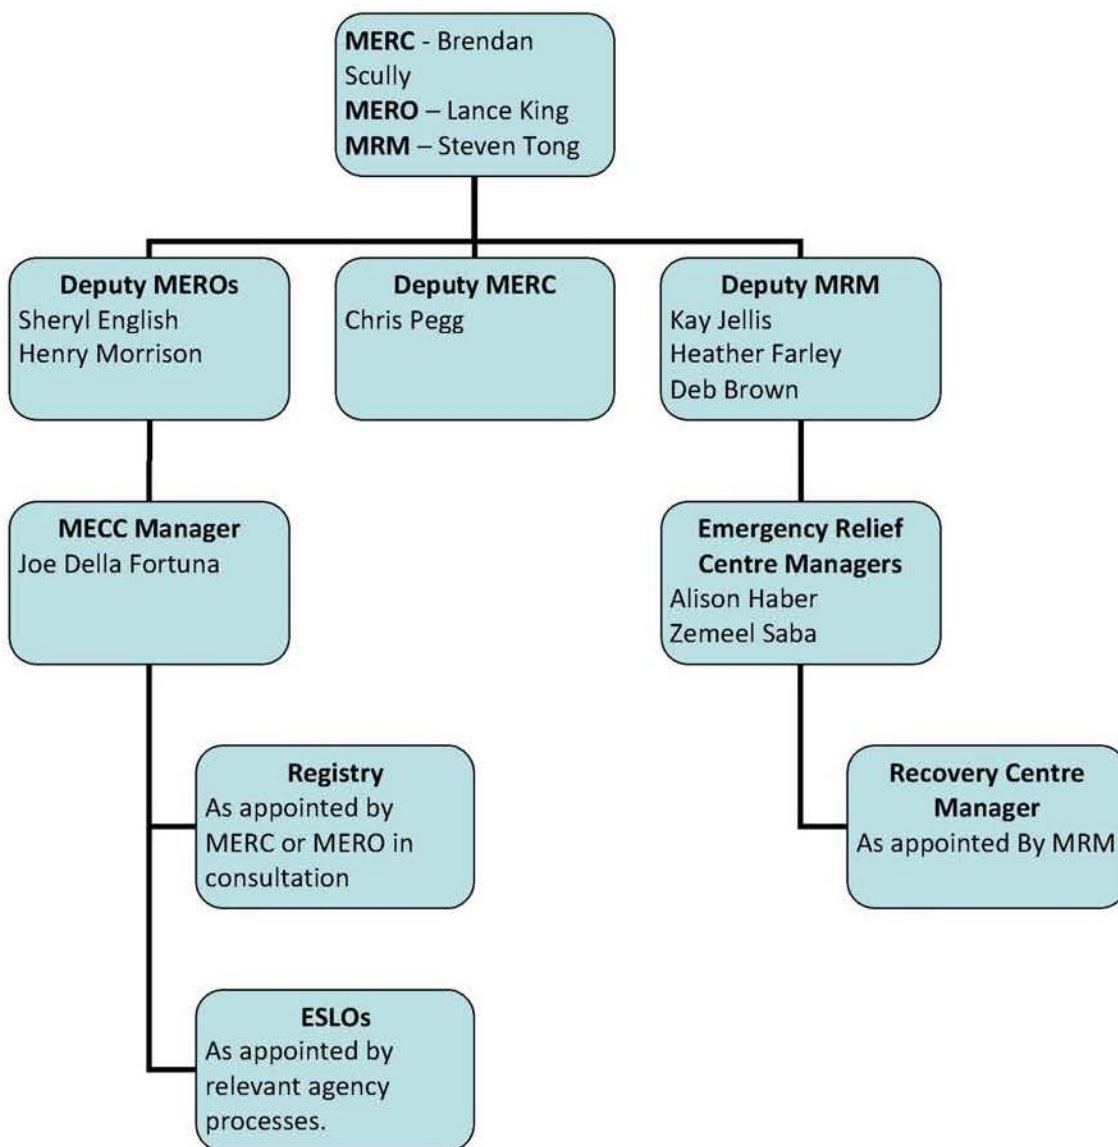 MERC - Brendan
Scully
MERO – Lance King
MRM – Steven Tong
Deputy MEROs
Sheryl English
Henry Morrison
Deputy MERC
Chris Pegg
Deputy MRM
Kay Jellis
Heather Farley
Deb Brown
MECC Manager
Joe Della Fortuna
Emergency Relief
Centre Managers
Alison Haber
Zemeel Saba
Registry
As appointed by
MERC or MERO in
consultation
Recovery Centre
Manager
As appointed By MRM
ESLOs
As appointed by
relevant agency
processes.